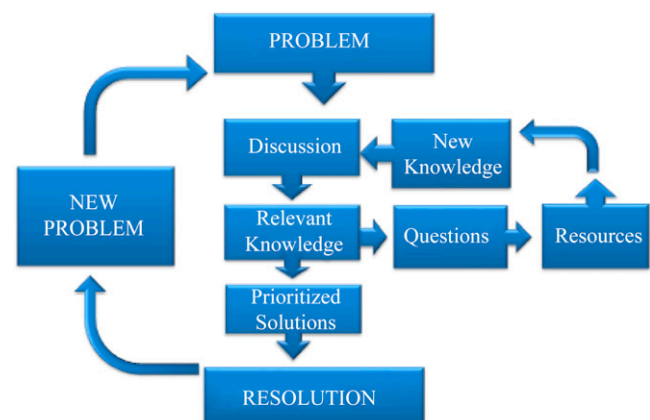 PROBLEM
Discussion
New
Knowledge
NEW
PROBLEM
Relevant
Knowledge
Questions
Resources
Prioritized
Solutions
RESOLUTION